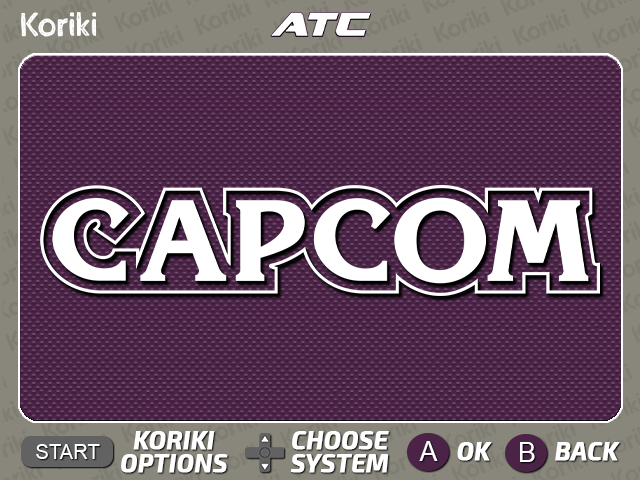 Koriki
ATC
CAPCOM
START
KORIKI
OPTIONS
CHOOSE
SYSTEM
A
OK
B
BACK